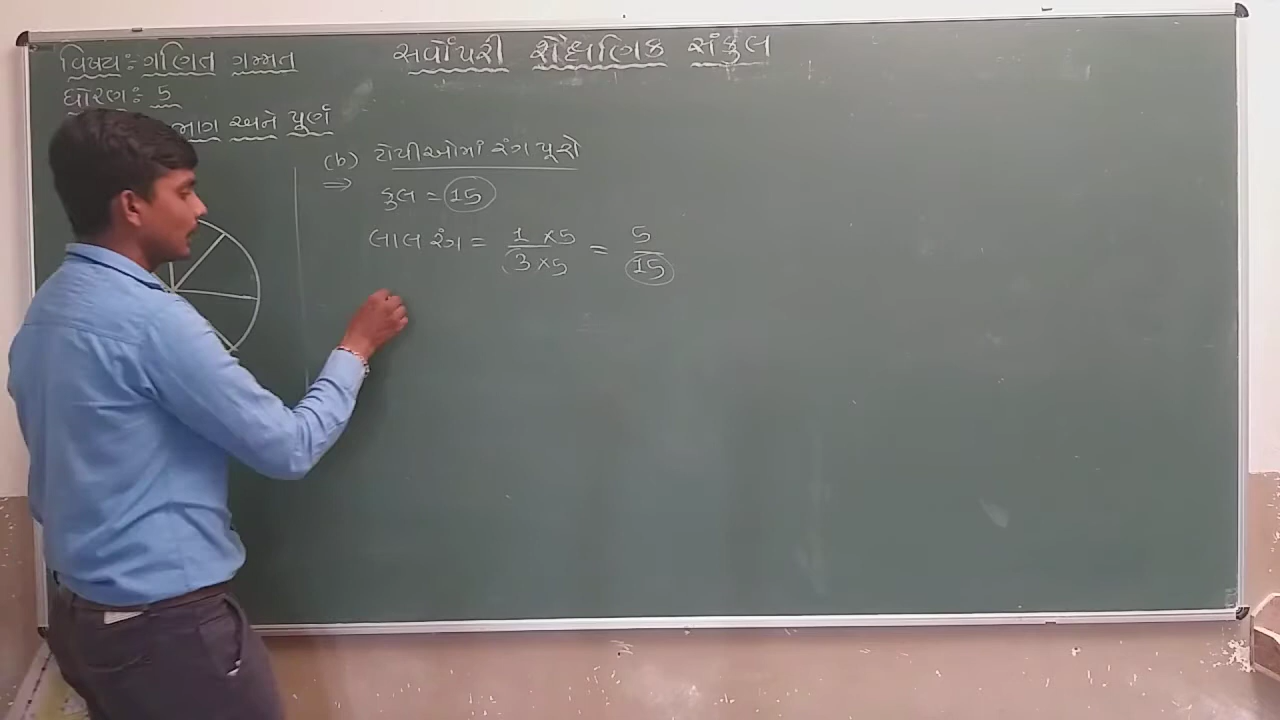 સર્વોપરી શૈક્ષણિક સંકુલ
વિષયઃ- ગણિત ગમ્મત
ધોરણઃ- 5
ભાગ અને પૂર્ણ
(b) ટોપીઓમાં રંગ પૂરો
⇒ કુલ = 15
લાલ રંગ = 1 ×5 / 3 ×5 = 5 / 15